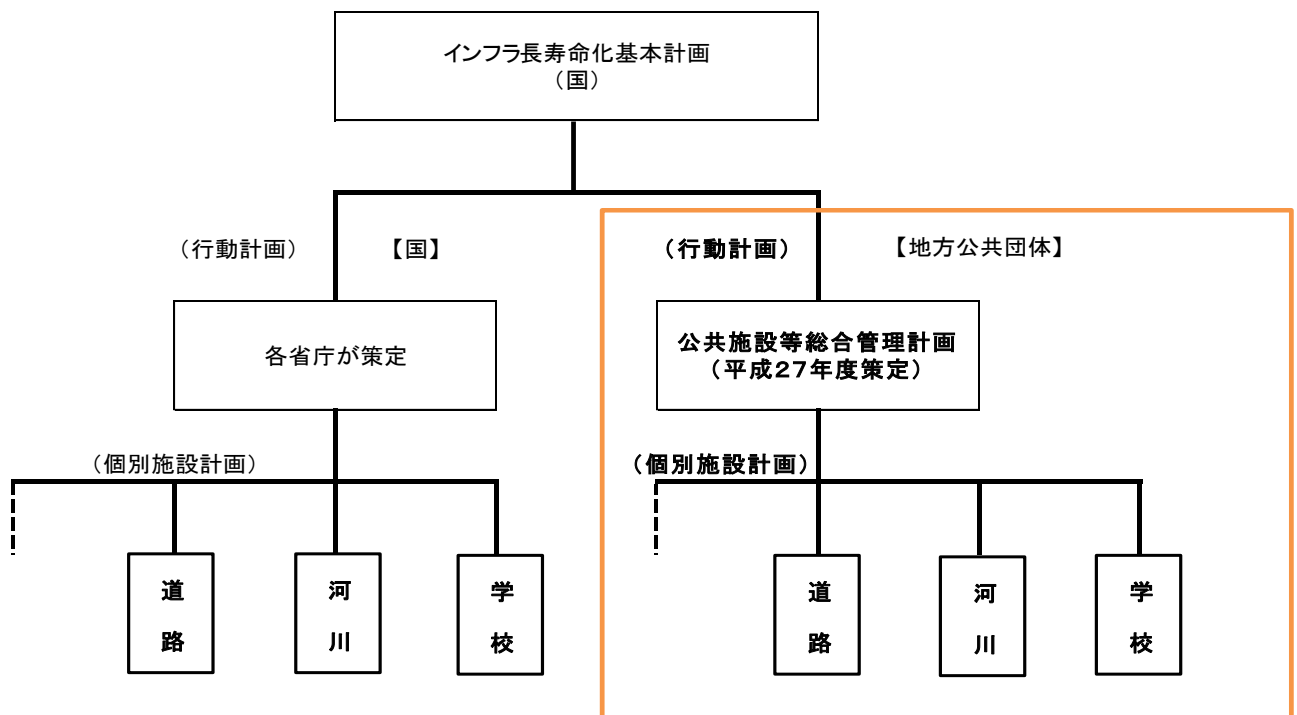 インフラ長寿命化基本計画
（国）
（行動計画）
【国】
（行動計画）
【地方公共団体】
各省庁が策定
公共施設等総合管理計画
（平成２７年度策定）
（個別施設計画）
（個別施設計画）
道路
河川
学校
道路
河川
学校